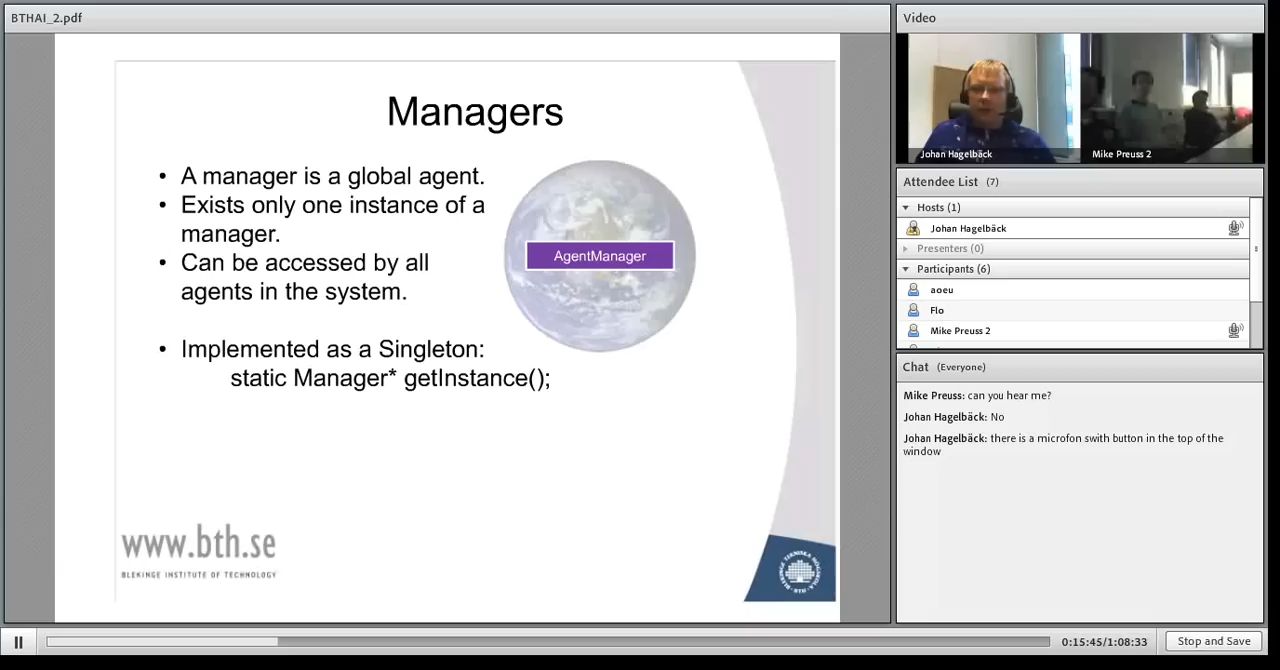 BTHAI_2.pdf
Managers
• A manager is a global agent.
• Exists only one instance of a
manager.
• Can be accessed by all
agents in the system.
• Implemented as a Singleton:
static Manager* getInstance();
AgentManager
www.bth.se
BLEKINGE INSTITUTE OF TECHNOLOGY
BLEKINGE TEKNISKA HÖGSKOLA
BTH
Video
Johan Hagelbäck
Mike Preuss 2
Attendee List (7)
Hosts (1)
Johan Hagelbäck
Presenters (0)
Participants (6)
aoeu
Flo
Mike Preuss 2
Chat (Everyone)
Mike Preuss: can you hear me?
Johan Hagelbäck: No
Johan Hagelbäck: there is a microfon swith button in the top of the
window
0:15:45/1:08:33
Stop and Save